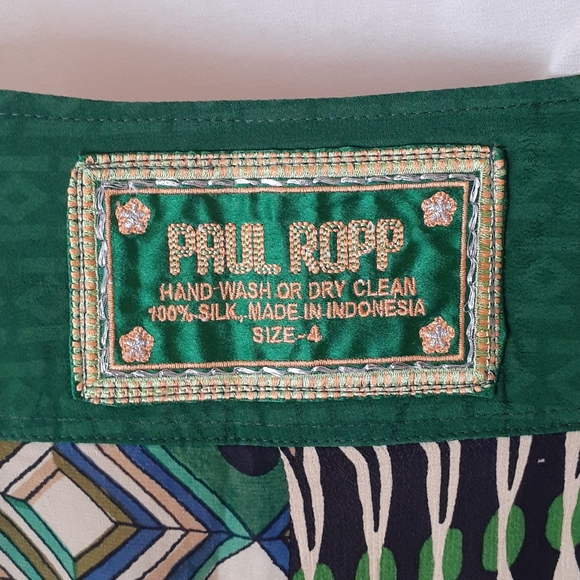 PAUL ROPP
HAND-WASH OR DRY CLEAN
100% SILK, MADE IN INDONESIA
SIZE-4